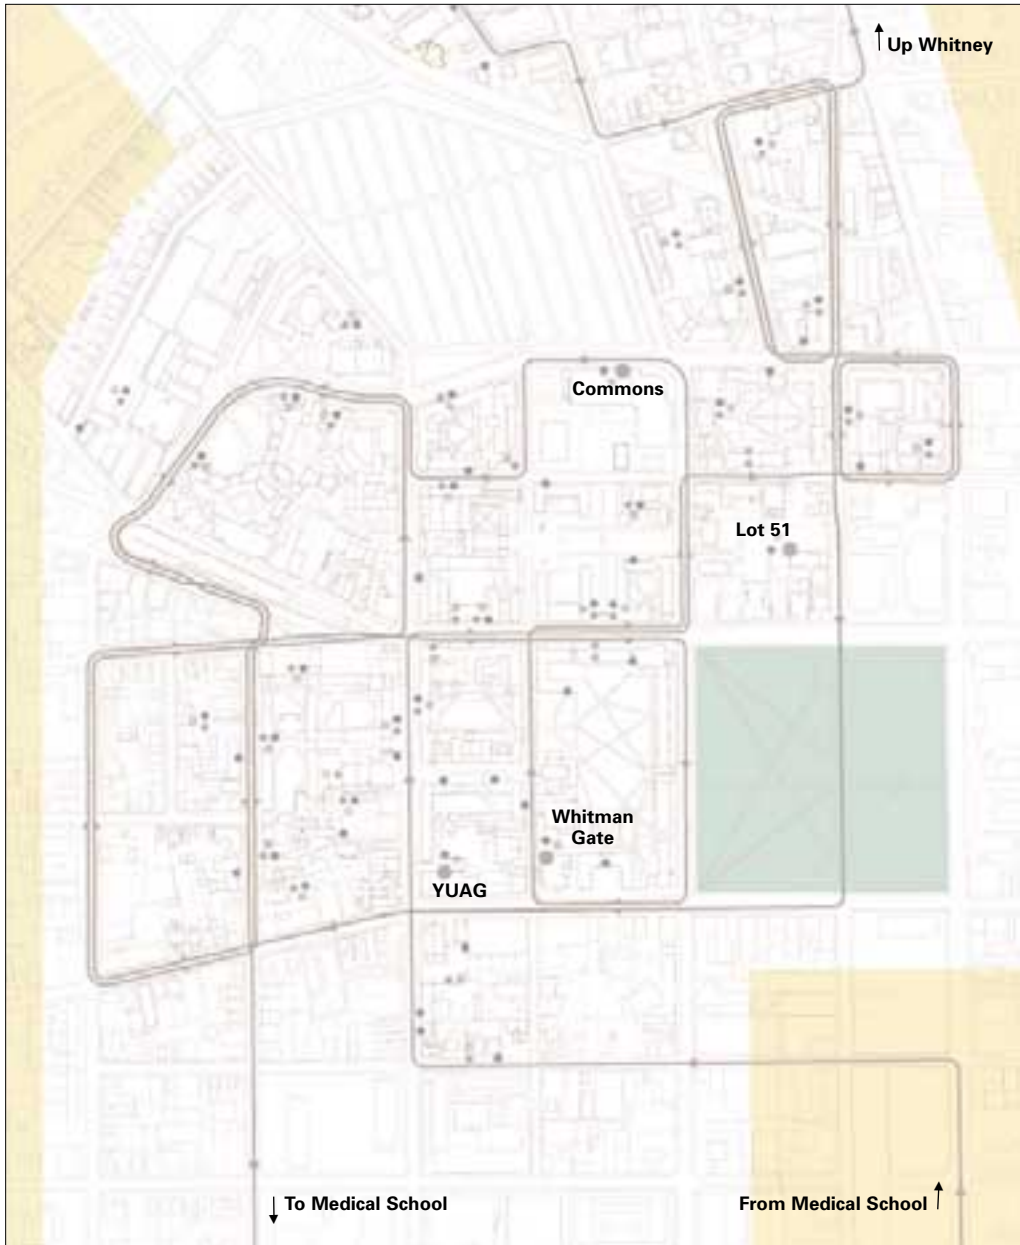 Up Whitney
Commons
Lot 51
Whitman
Gate
YUAG
To Medical School
From Medical School